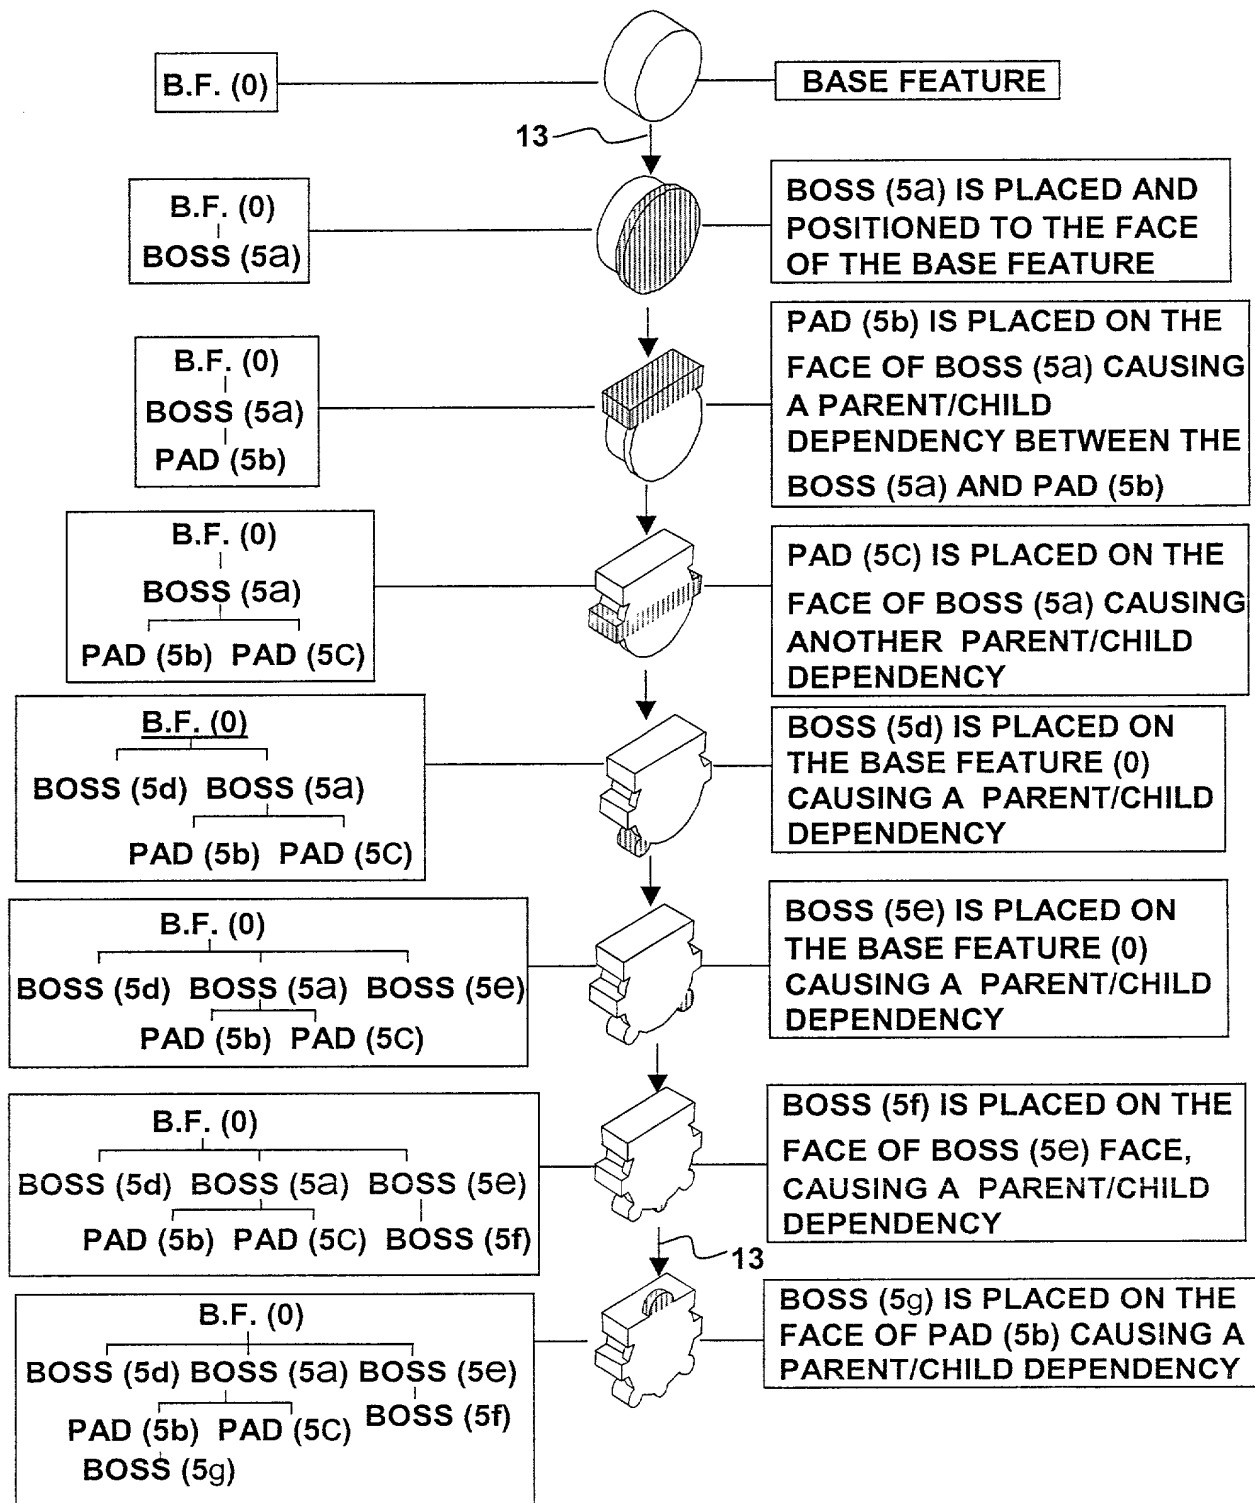 B.F. (0)
BASE FEATURE
13
B.F. (0)
BOSS (5a)
BOSS (5a) IS PLACED AND
POSITIONED TO THE FACE
OF THE BASE FEATURE
B.F. (0)
BOSS (5a)
PAD (5b)
PAD (5b) IS PLACED ON THE
FACE OF BOSS (5a) CAUSING
A PARENT/CHILD
DEPENDENCY BETWEEN THE
BOSS (5a) AND PAD (5b)
B.F. (0)
BOSS (5a)
PAD (5b) PAD (5C)
PAD (5C) IS PLACED ON THE
FACE OF BOSS (5a) CAUSING
ANOTHER PARENT/CHILD
DEPENDENCY
B.F. (0)
BOSS (5d) BOSS (5a)
PAD (5b) PAD (5C)
BOSS (5d) IS PLACED ON
THE BASE FEATURE (0)
CAUSING A PARENT/CHILD
DEPENDENCY
B.F. (0)
BOSS (5d) BOSS (5a) BOSS (5e)
PAD (5b) PAD (5C)
BOSS (5e) IS PLACED ON
THE BASE FEATURE (0)
CAUSING A PARENT/CHILD
DEPENDENCY
B.F. (0)
BOSS (5d) BOSS (5a) BOSS (5e)
PAD (5b) PAD (5C) BOSS (5f)
BOSS (5f) IS PLACED ON THE
FACE OF BOSS (5e) FACE,
CAUSING A PARENT/CHILD
DEPENDENCY
13
B.F. (0)
BOSS (5d) BOSS (5a) BOSS (5e)
PAD (5b) PAD (5C) BOSS (5f)
BOSS (5g)
BOSS (5g) IS PLACED ON THE
FACE OF PAD (5b) CAUSING A
PARENT/CHILD DEPENDENCY